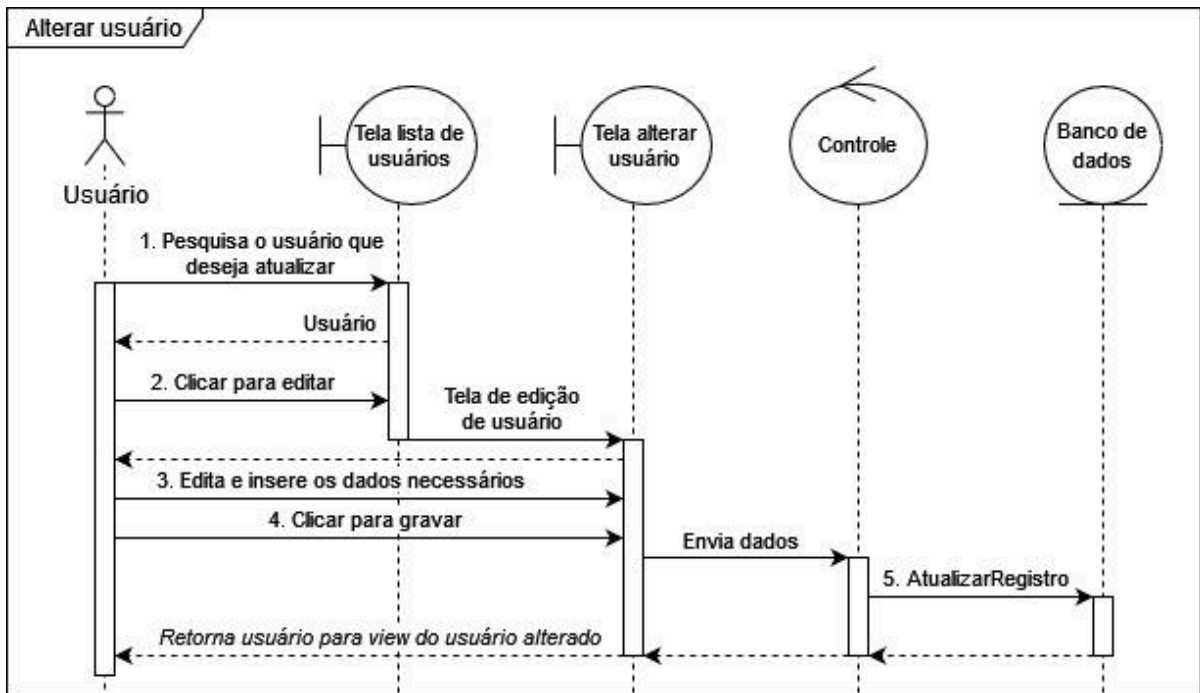 Alterar usuário
Usuário
Tela lista de
usuários
Tela alterar
usuário
Controle
Banco de
dados
1. Pesquisa o usuário que
deseja atualizar
Usuário
2. Clicar para editar
Tela de edição
de usuário
3. Edita e insere os dados necessários
4. Clicar para gravar
Envia dados
5. AtualizarRegistro
Retorna usuário para view do usuário alterado